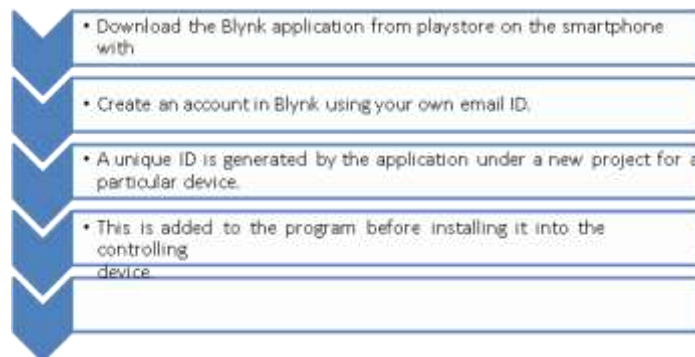 • Download the Blynk application from playstore on the smartphone
with
• Create an account in Blynk using your own email ID.
• A unique ID is generated by the application under a new project for a
particular device.
• This is added to the program before installing it into the
controlling
device.